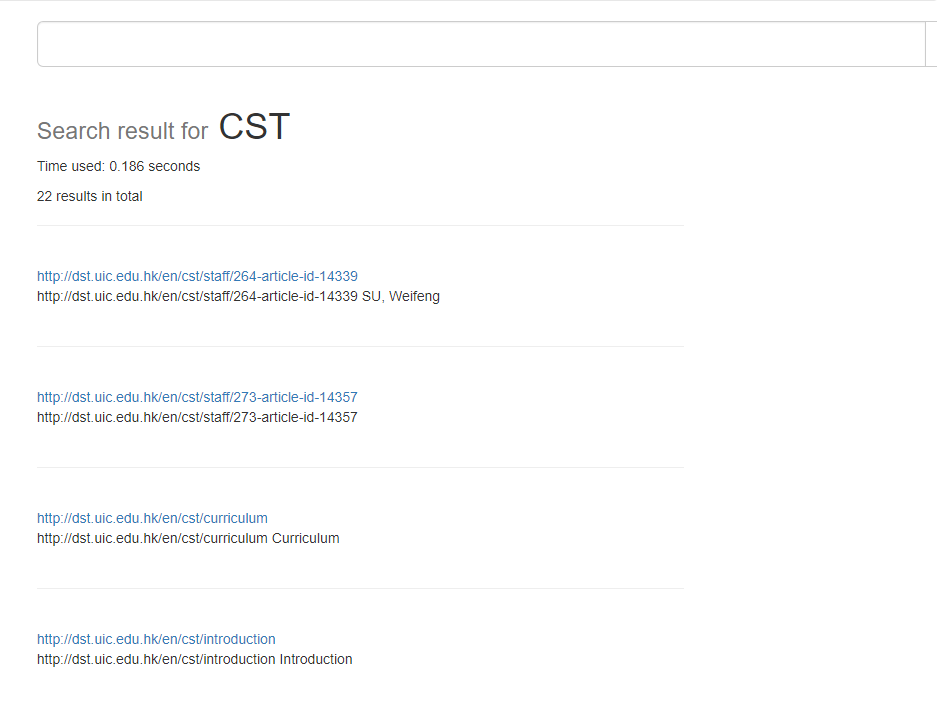 Search result for CST
Time used: 0.186 seconds
22 results in total
http://dst.uic.edu.hk/en/cst/staff/264-article-id-14339
http://dst.uic.edu.hk/en/cst/staff/264-article-id-14339 SU, Weifeng
http://dst.uic.edu.hk/en/cst/staff/273-article-id-14357
http://dst.uic.edu.hk/en/cst/staff/273-article-id-14357
http://dst.uic.edu.hk/en/cst/curriculum
http://dst.uic.edu.hk/en/cst/curriculum Curriculum
http://dst.uic.edu.hk/en/cst/introduction
http://dst.uic.edu.hk/en/cst/introduction Introduction